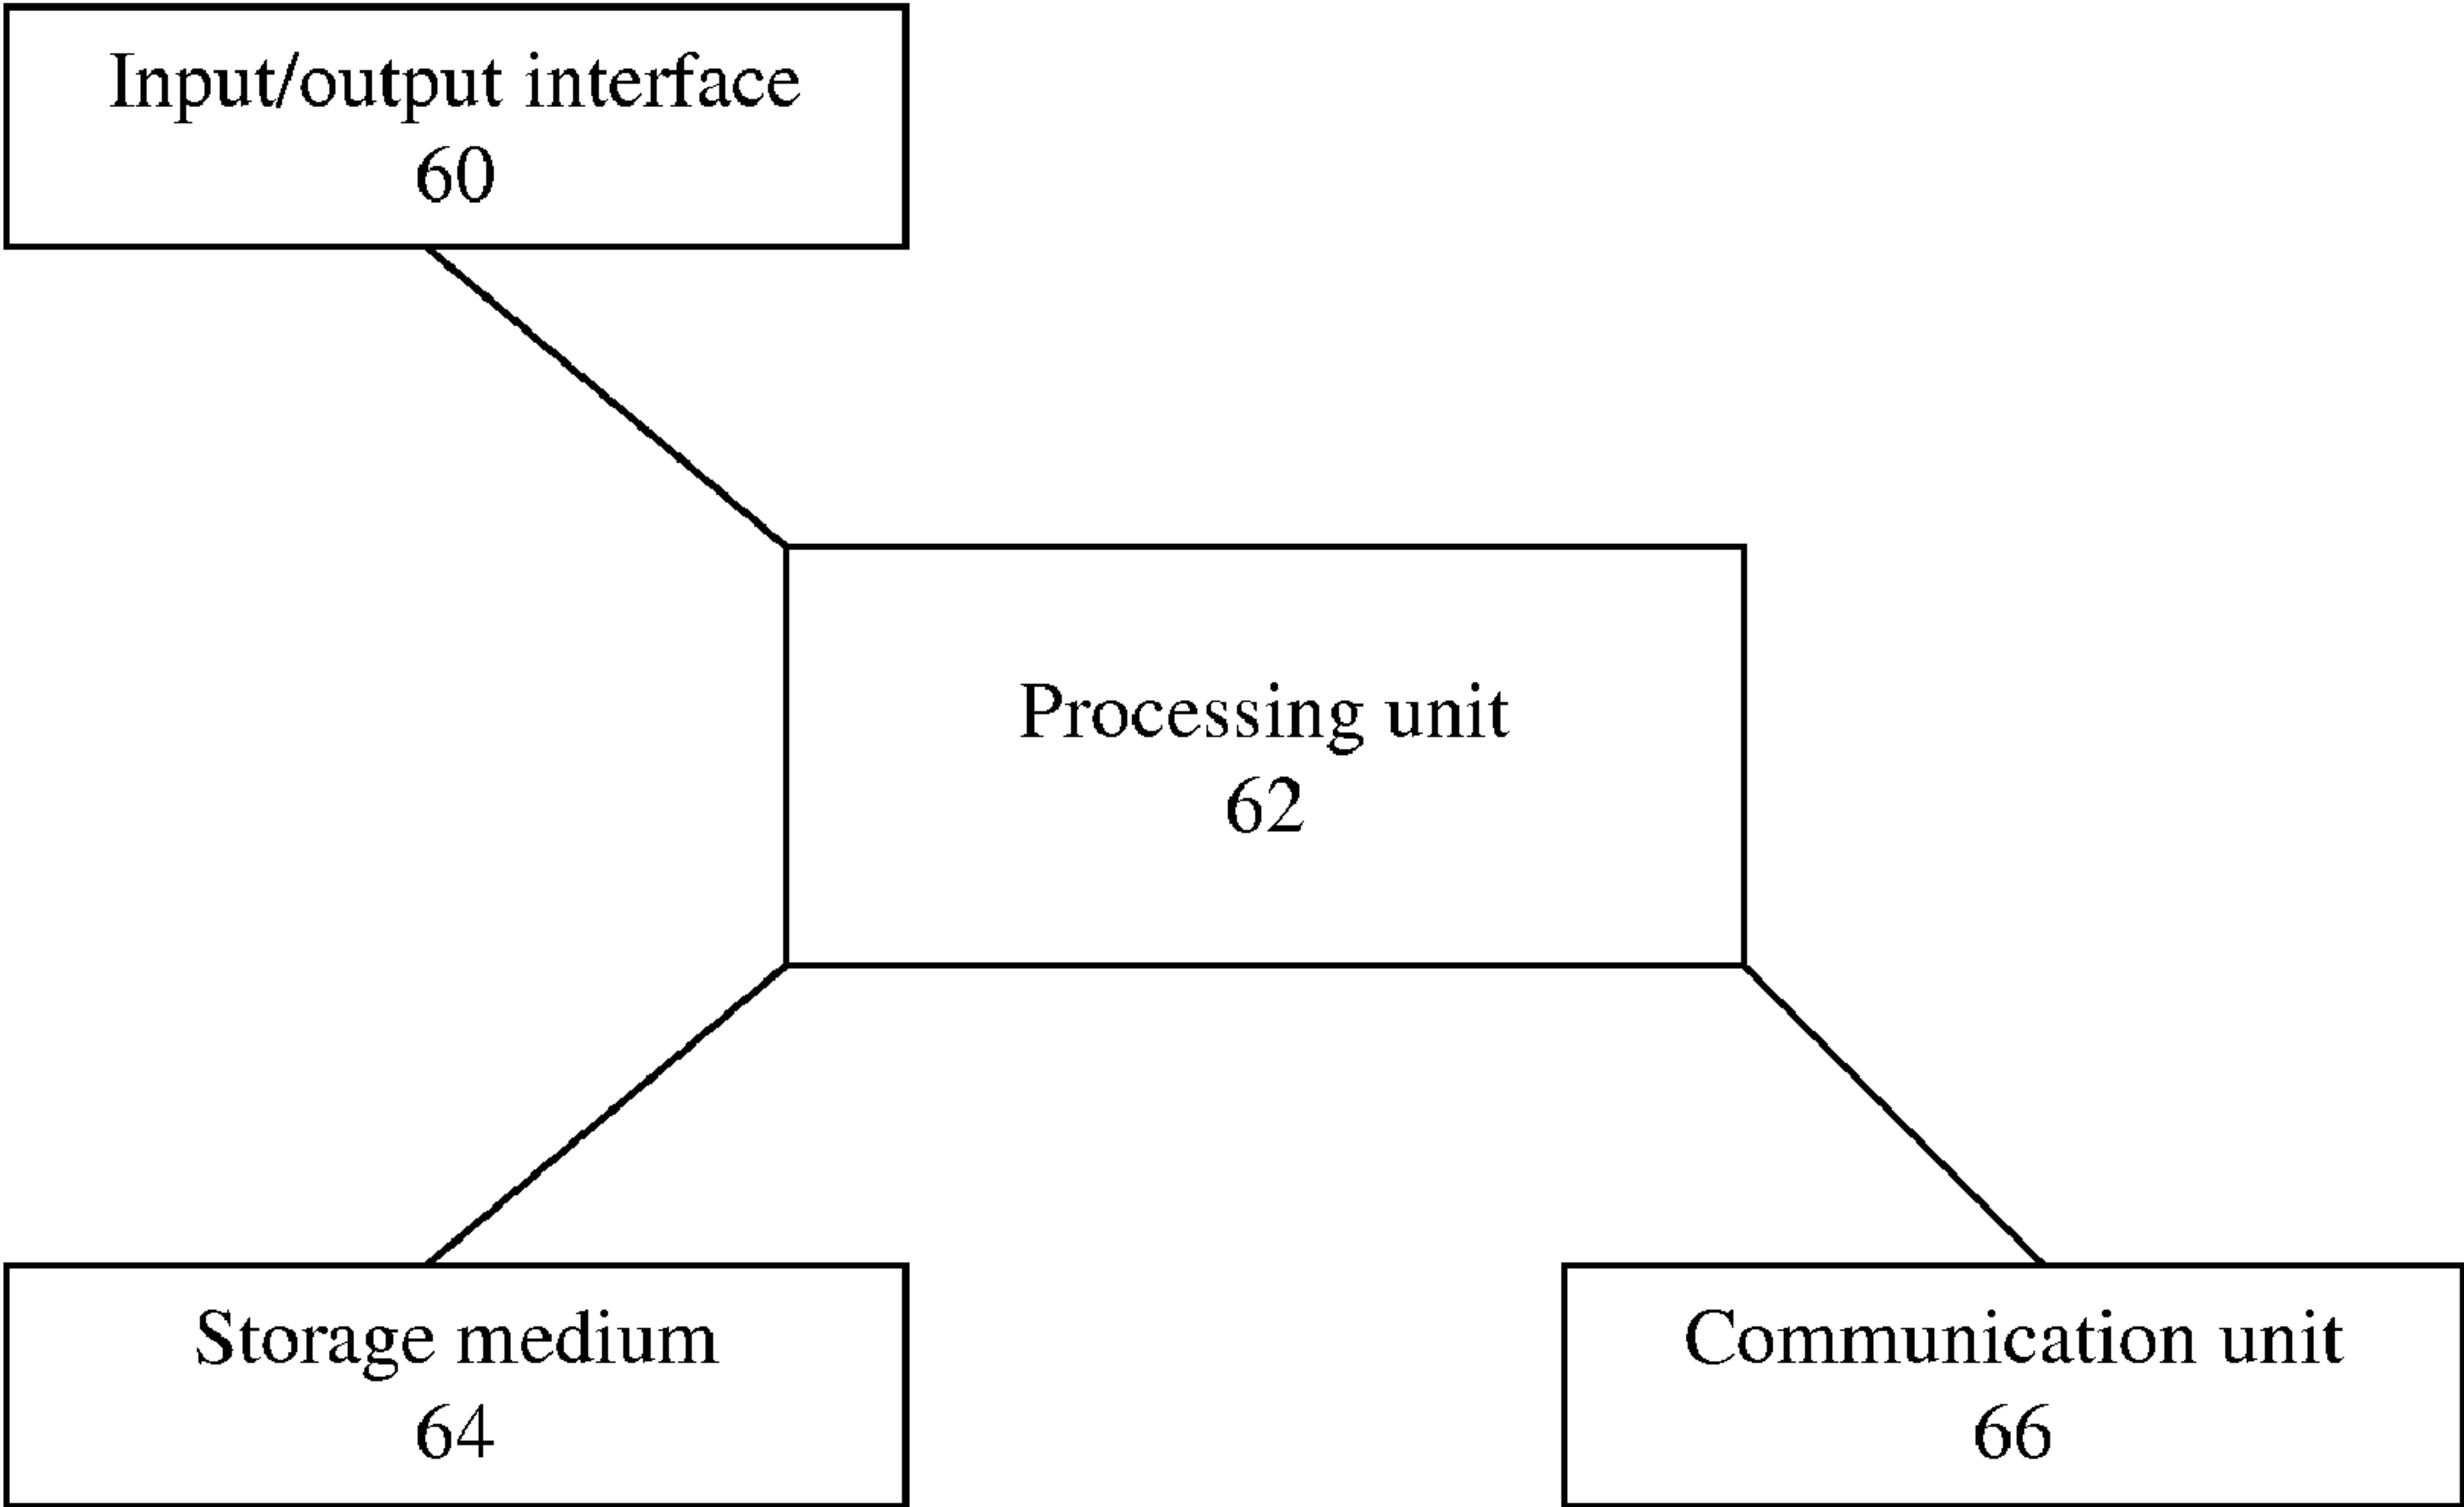 Input/output interface
60
Processing unit
62
Storage medium
64
Communication unit
66